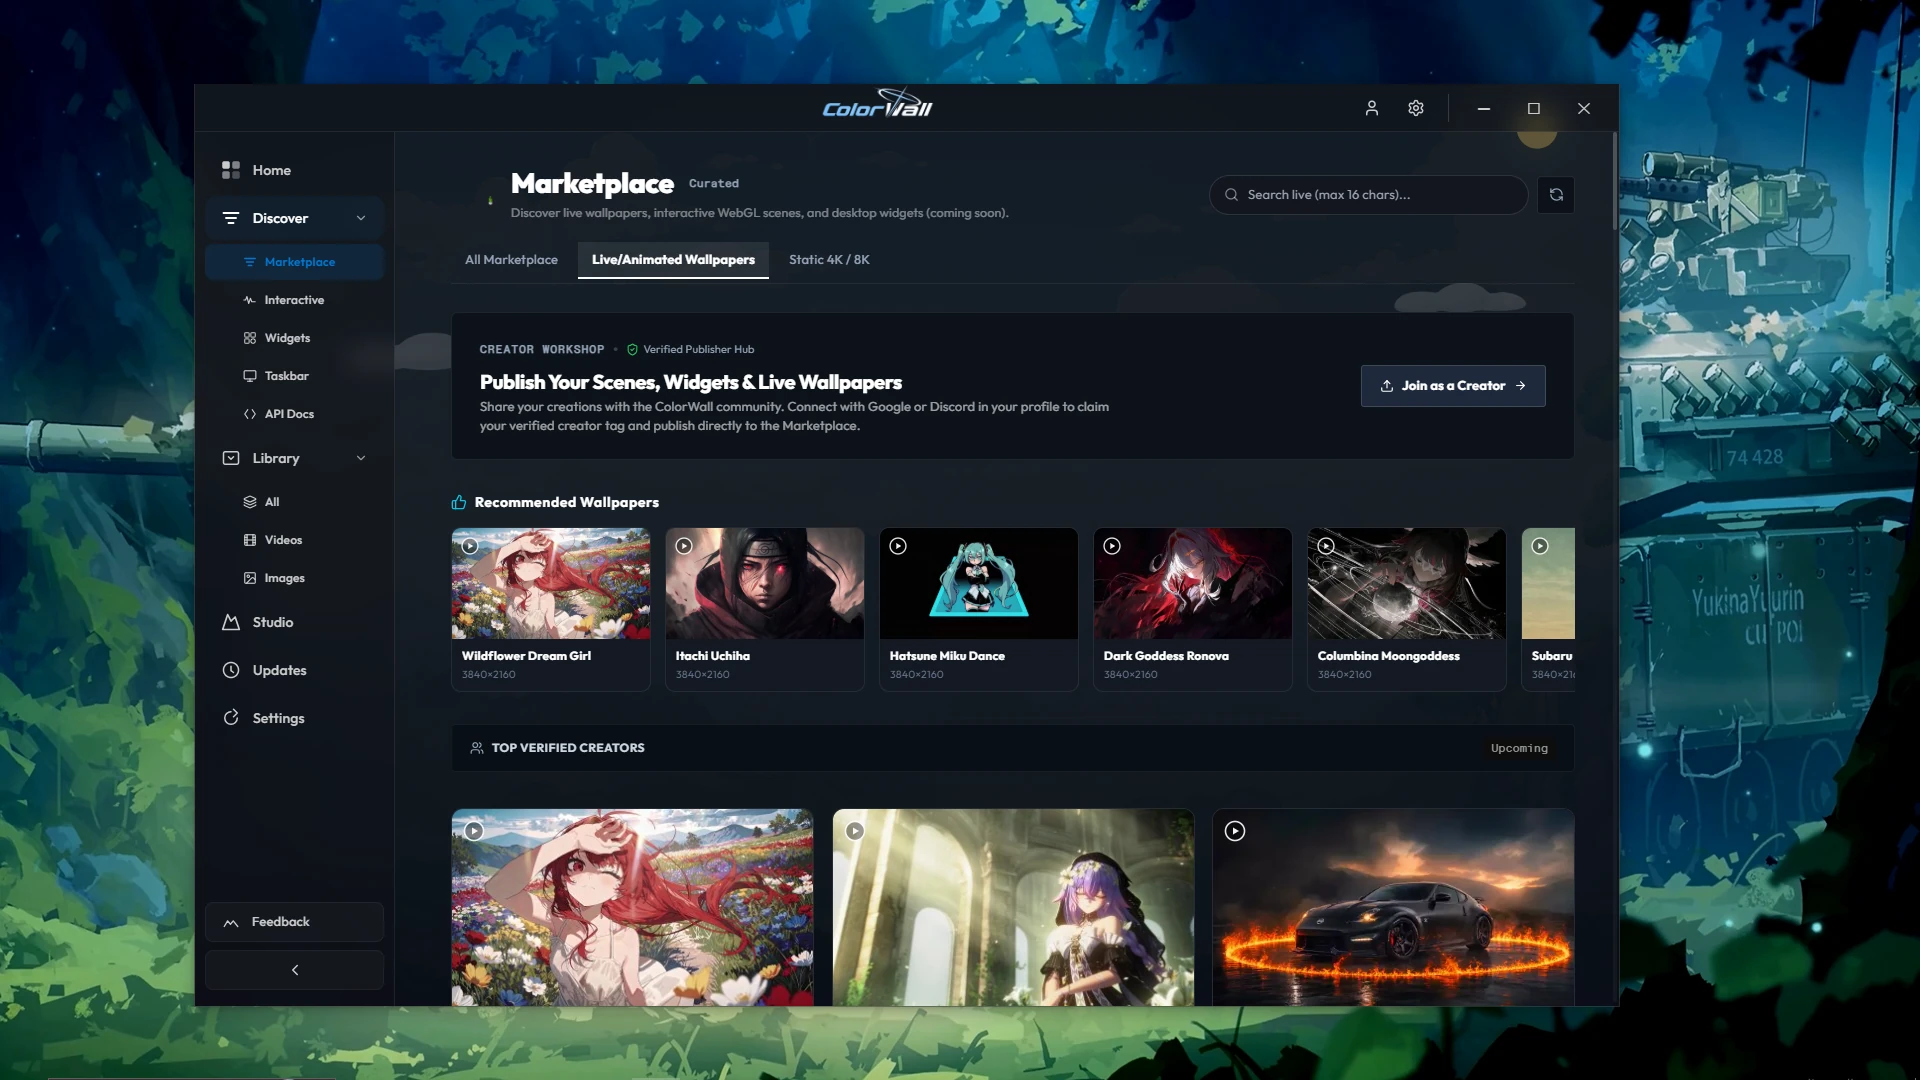 ColorWall
Home
Discover
Marketplace
Interactive
Widgets
Taskbar
API Docs
Library
All
Videos
Images
Studio
Updates
Settings
Feedback
Marketplace Curated
Discover live wallpapers, interactive WebGL scenes, and desktop widgets (coming soon).
Search live (max 16 chars)...
All Marketplace
Live/Animated Wallpapers
Static 4K / 8K
CREATOR WORKSHOP • Verified Publisher Hub
Publish Your Scenes, Widgets & Live Wallpapers
Share your creations with the ColorWall community. Connect with Google or Discord in your profile to claim
your verified creator tag and publish directly to the Marketplace.
Join as a Creator
Recommended Wallpapers
Wildflower Dream Girl
3840×2160
Itachi Uchiha
3840×2160
Hatsune Miku Dance
3840×2160
Dark Goddess Ronova
3840×2160
Columbina Moongoddess
3840×2160
Subaru
TOP VERIFIED CREATORS
Upcoming
74 428